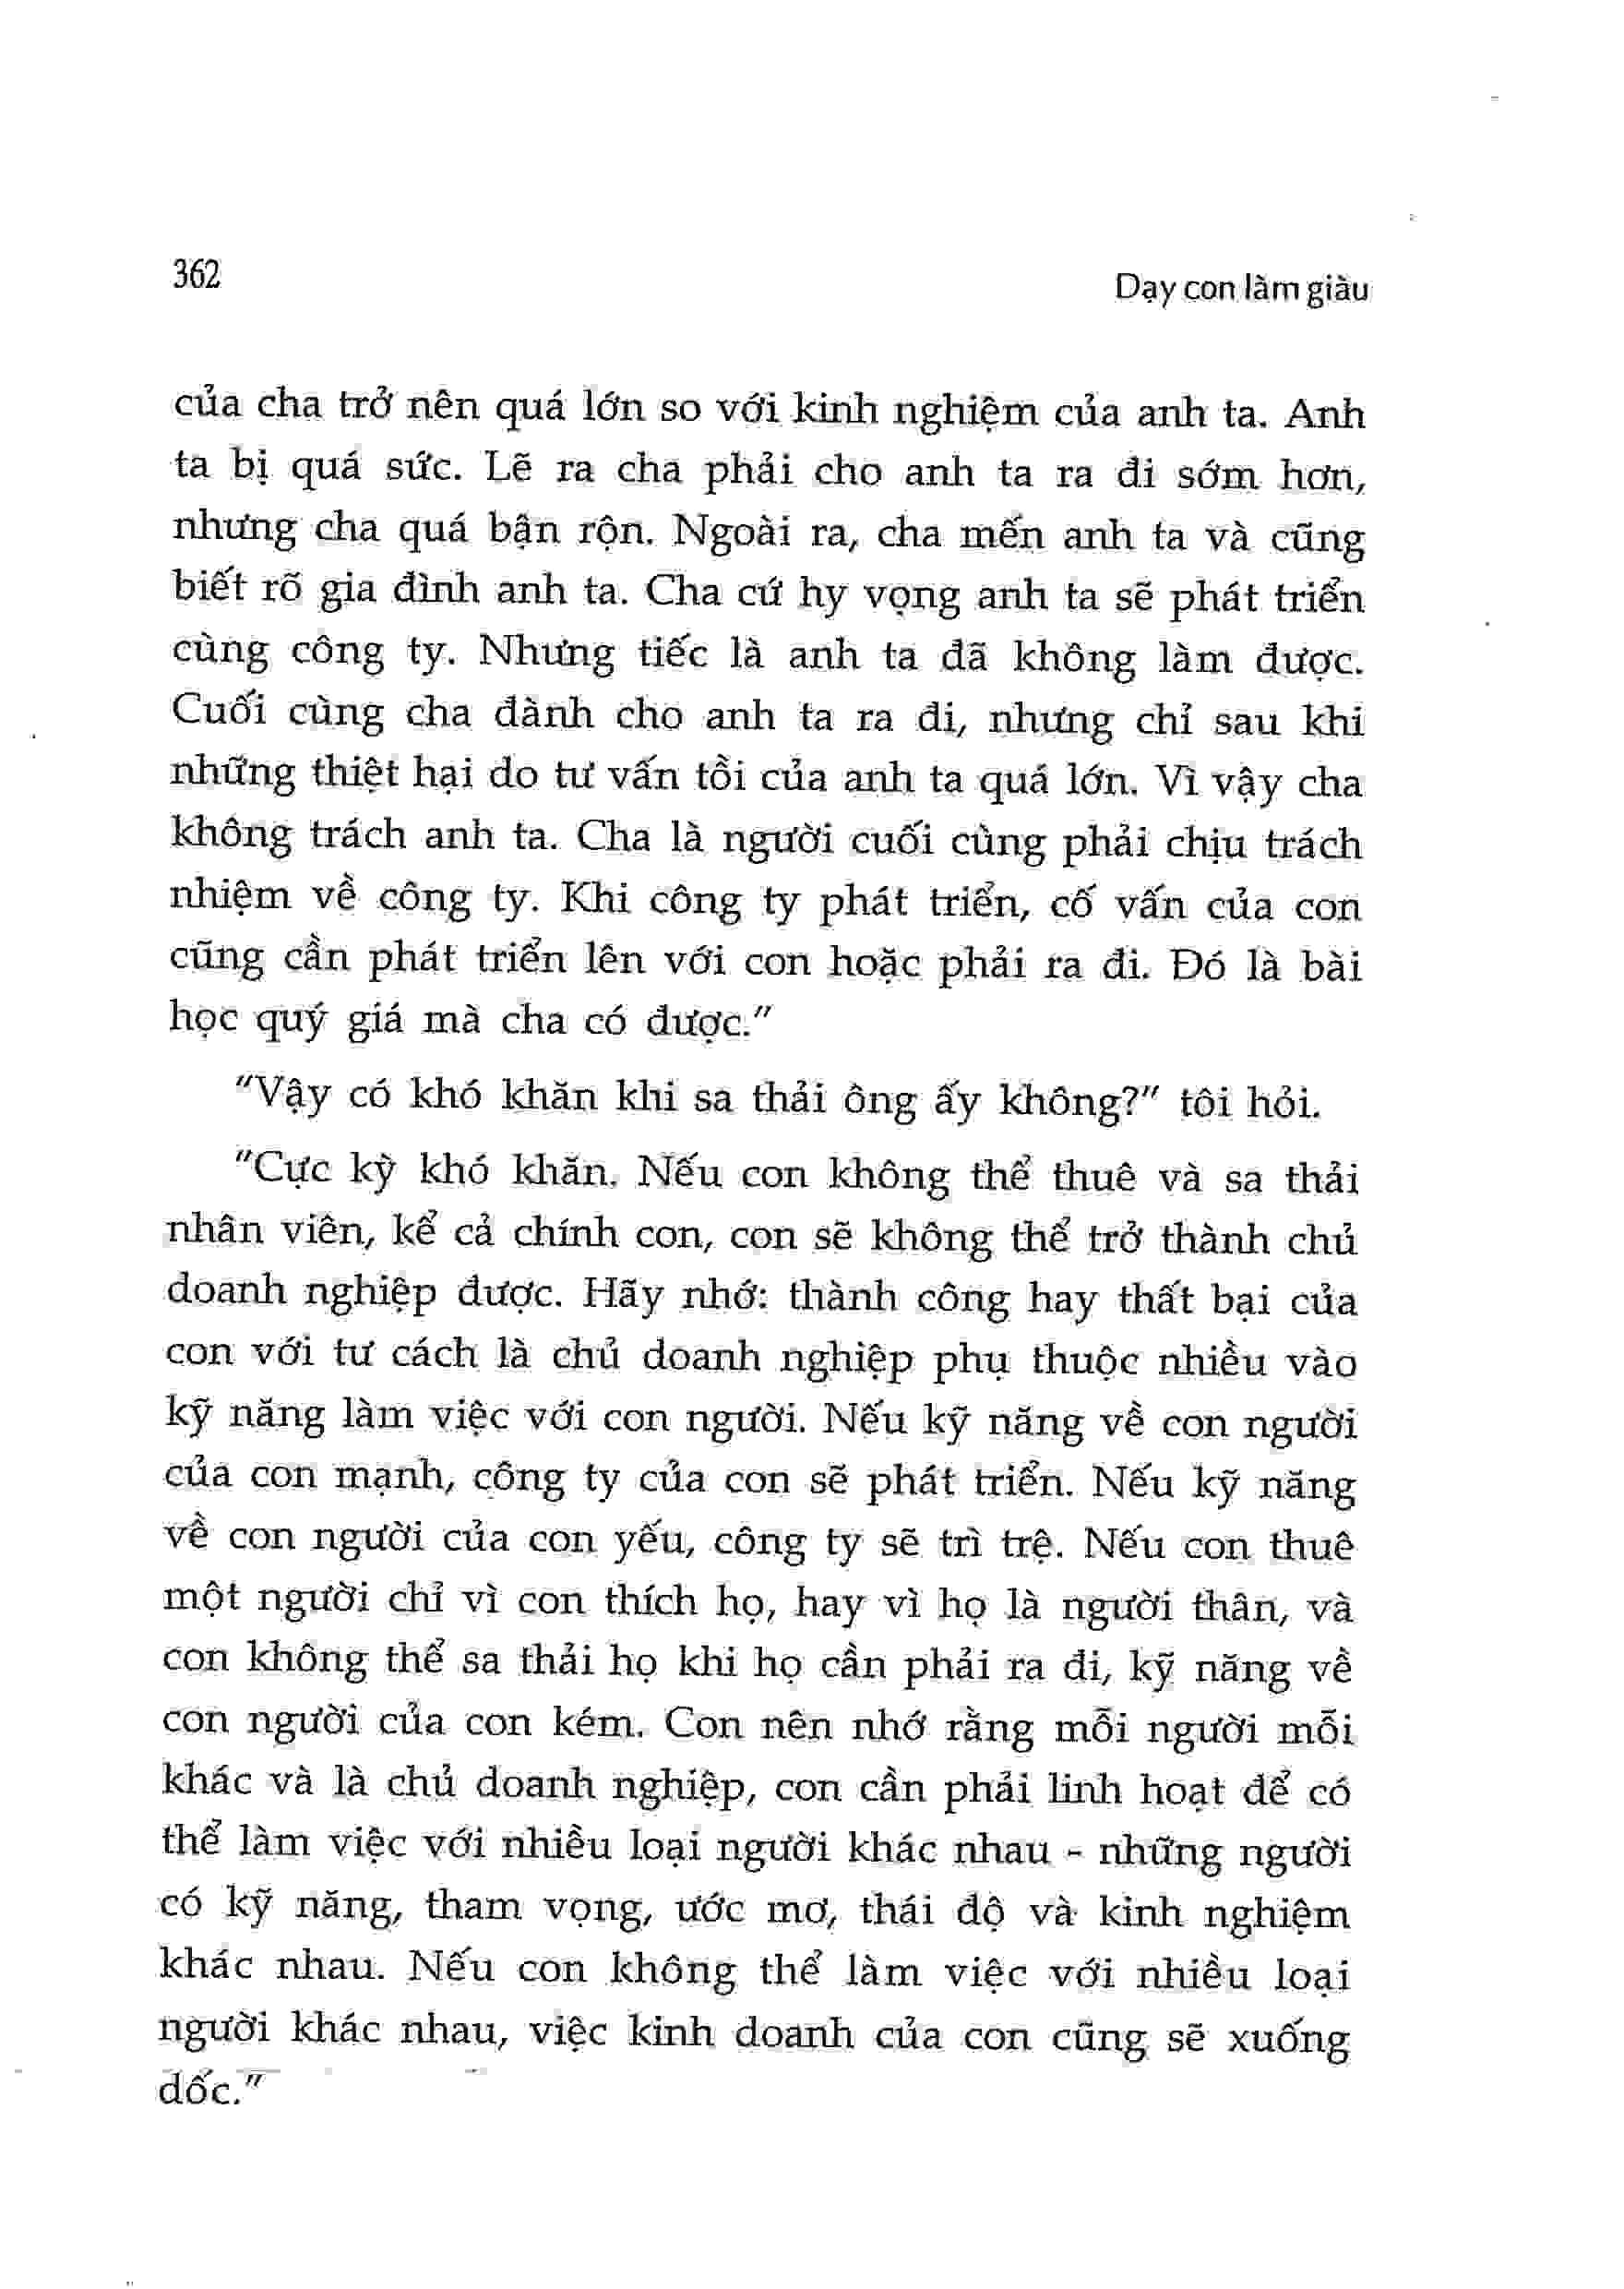 362
Dạy con làm giàu
của cha trở nên quá lớn so với kinh nghiệm của anh ta. Anh
ta bị quá sức. Lẽ ra cha phải cho anh ta ra đi sớm hơn,
nhưng cha quá bận rộn. Ngoài ra, cha mến anh ta và cũng
biết rõ gia đình anh ta. Cha cứ hy vọng anh ta sẽ phát triển
cùng công ty. Nhưng tiếc là anh ta đã không làm được.
Cuối cùng cha đành cho anh ta ra đi, nhưng chỉ sau khi
những thiệt hại do tư vấn tồi của anh ta quá lớn. Vì vậy cha
không trách anh ta. Cha là người cuối cùng phải chịu trách
nhiệm về công ty. Khi công ty phát triển, cố vấn của con
cũng cần phát triển lên với con hoặc phải ra đi. Đó là bài
học quý giá mà cha có được."
"Vậy có khó khăn khi sa thải ông ấy không?" tôi hỏi.
"Cực kỳ khó khăn. Nếu con không thể thuê và sa thải
nhân viên, kể cả chính con, con sẽ không thể trở thành chủ
doanh nghiệp được. Hãy nhớ: thành công hay thất bại của
con với tư cách là chủ doanh nghiệp phụ thuộc nhiều vào
kỹ năng làm việc với con người. Nếu kỹ năng về con người
của con mạnh, công ty của con sẽ phát triển. Nếu kỹ năng
về con người của con yếu, công ty sẽ trì trệ. Nếu con thuê
một người chỉ vì con thích họ, hay vì họ là người thân, và
con không thể sa thải họ khi họ cần phải ra đi, kỹ năng về
con người của con kém. Con nên nhớ rằng mỗi người mỗi
khác và là chủ doanh nghiệp, con cần phải linh hoạt để có
thể làm việc với nhiều loại người khác nhau - những người
có kỹ năng, tham vọng, ước mơ, thái độ và kinh nghiệm
khác nhau. Nếu con không thể làm việc với nhiều loại
người khác nhau, việc kinh doanh của con cũng sẽ xuống
dốc."